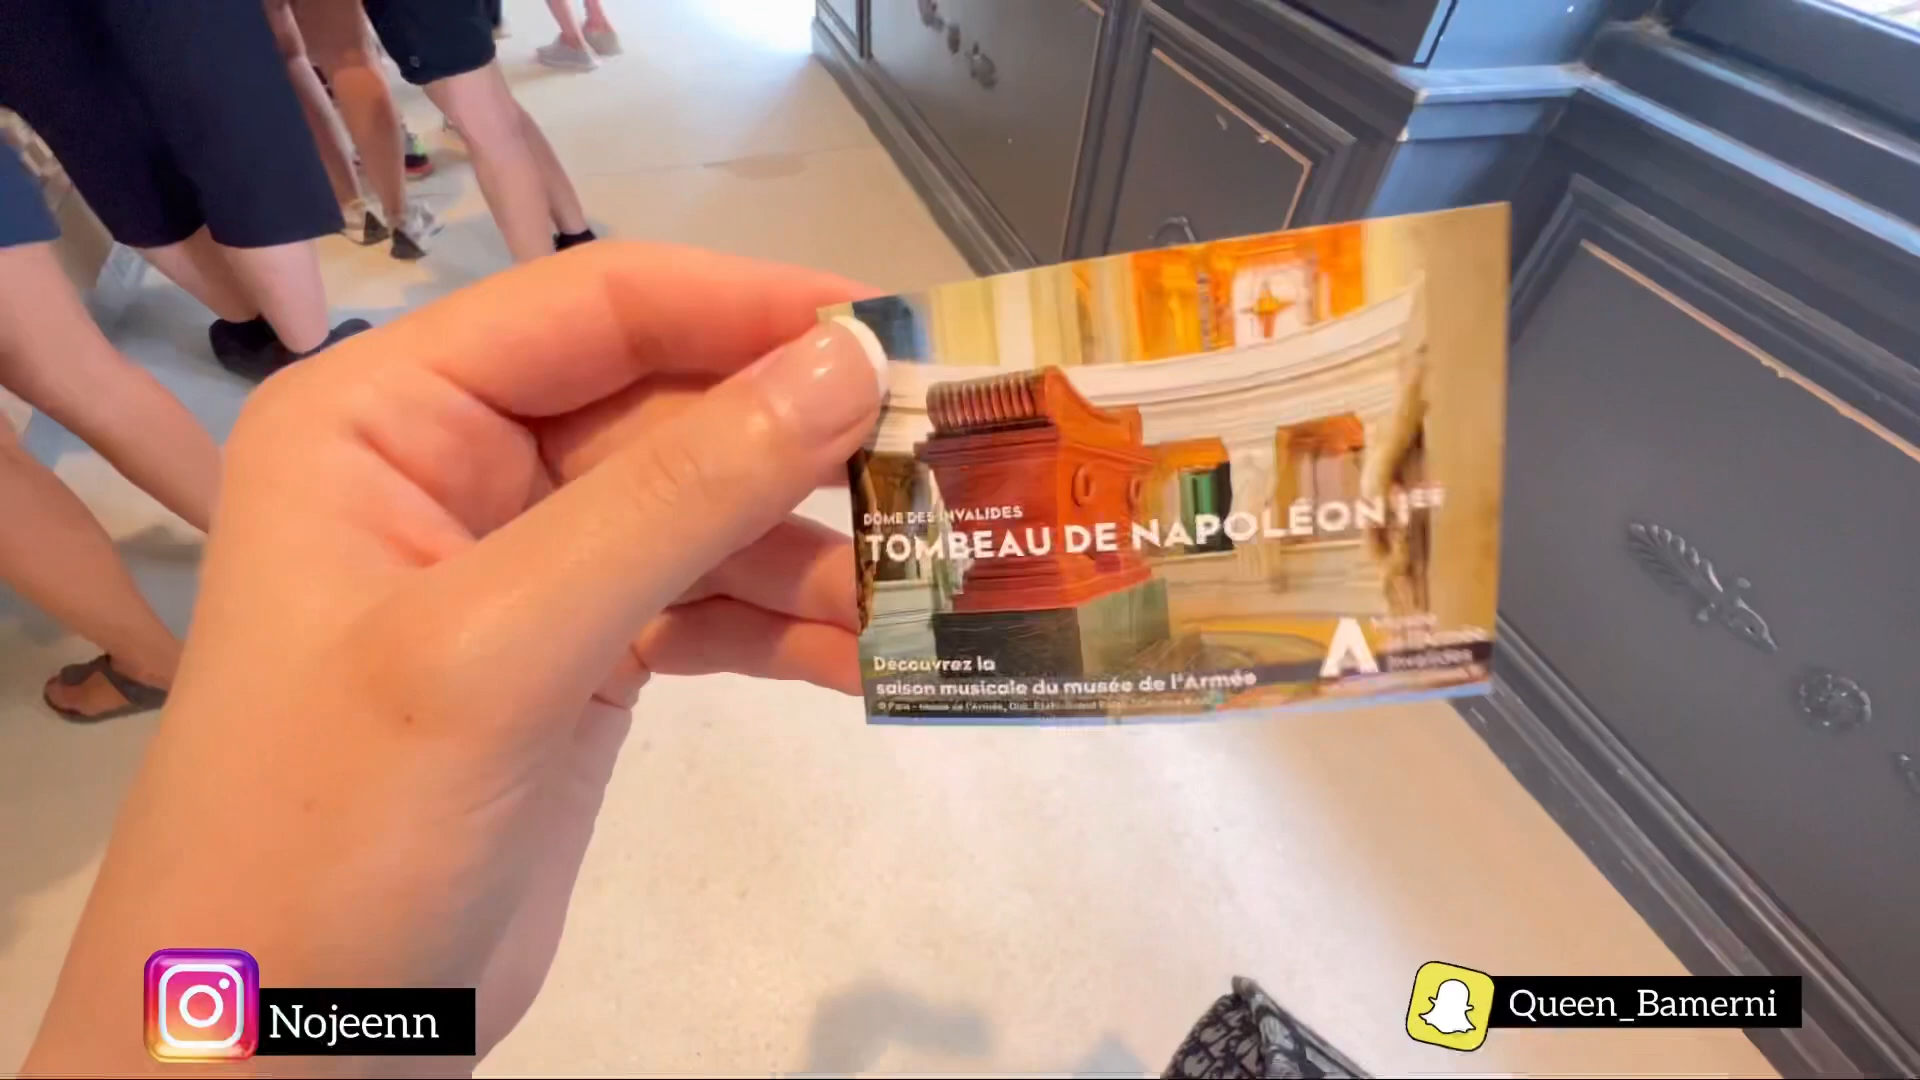 DÔME DES INVALIDES
TOMBEAU DE NAPOLÉON 1ER
Découvrez la
saison musicale du musée de l'Armée
Nojeenn
Queen_Bamerni